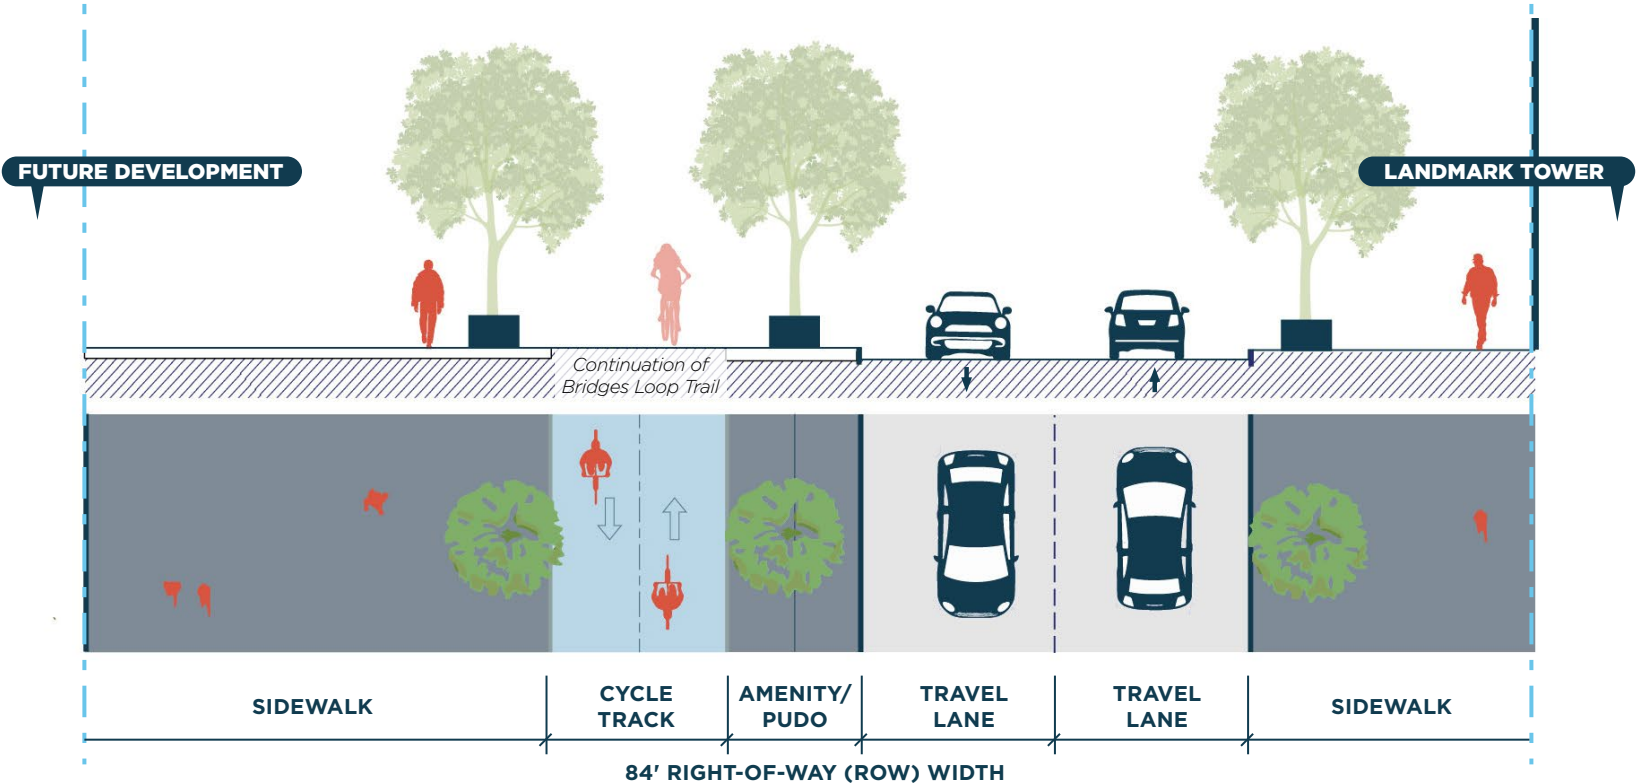 FUTURE DEVELOPMENT
LANDMARK TOWER
Continuation of
Bridges Loop Trail
SIDEWALK
CYCLE
TRACK
AMENITY/
PUDO
TRAVEL
LANE
TRAVEL
LANE
SIDEWALK
84' RIGHT-OF-WAY (ROW) WIDTH